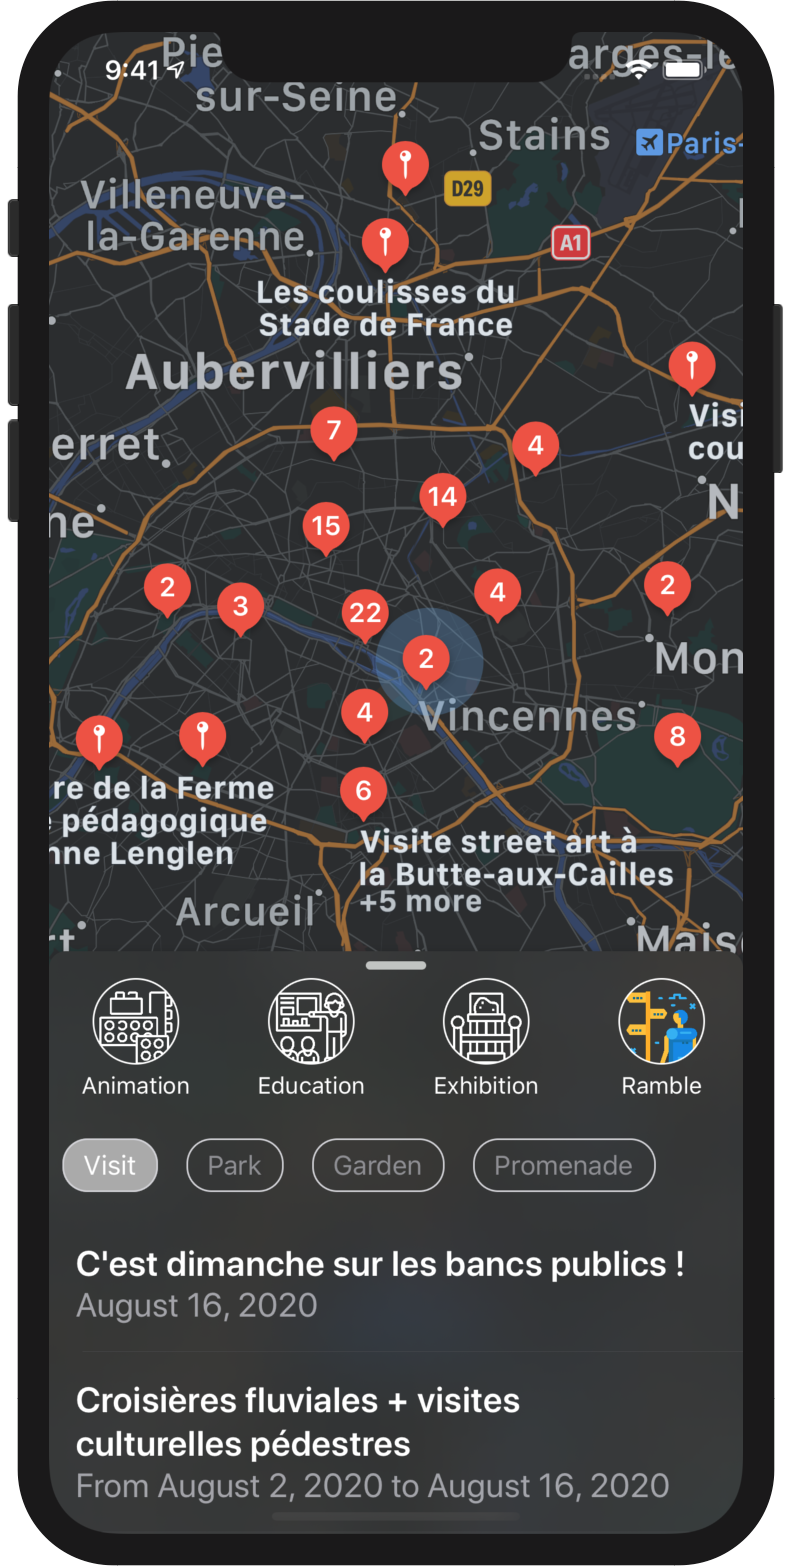 Pie
arges-le
9:41
sur-Seine
Stains
Paris-
D29
Villeneuve-
la-Garenne
A1
Les coulisses du
Stade de France
Aubervilliers
Visi
cou
7
4
erret
14
N
15
ne
2
3
22
4
2
2
Mon
4
Vincennes
8
re de la Ferme
pédagogique
nne Lenglen
6
Visite street art à
la Butte-aux-Cailles
+5 more
Arcueil
rt
Mais
Animation
Education
Exhibition
Ramble
Visit
Park
Garden
Promenade
C'est dimanche sur les bancs publics !
August 16, 2020
Croisières fluviales + visites
culturelles pédestres
From August 2, 2020 to August 16, 2020